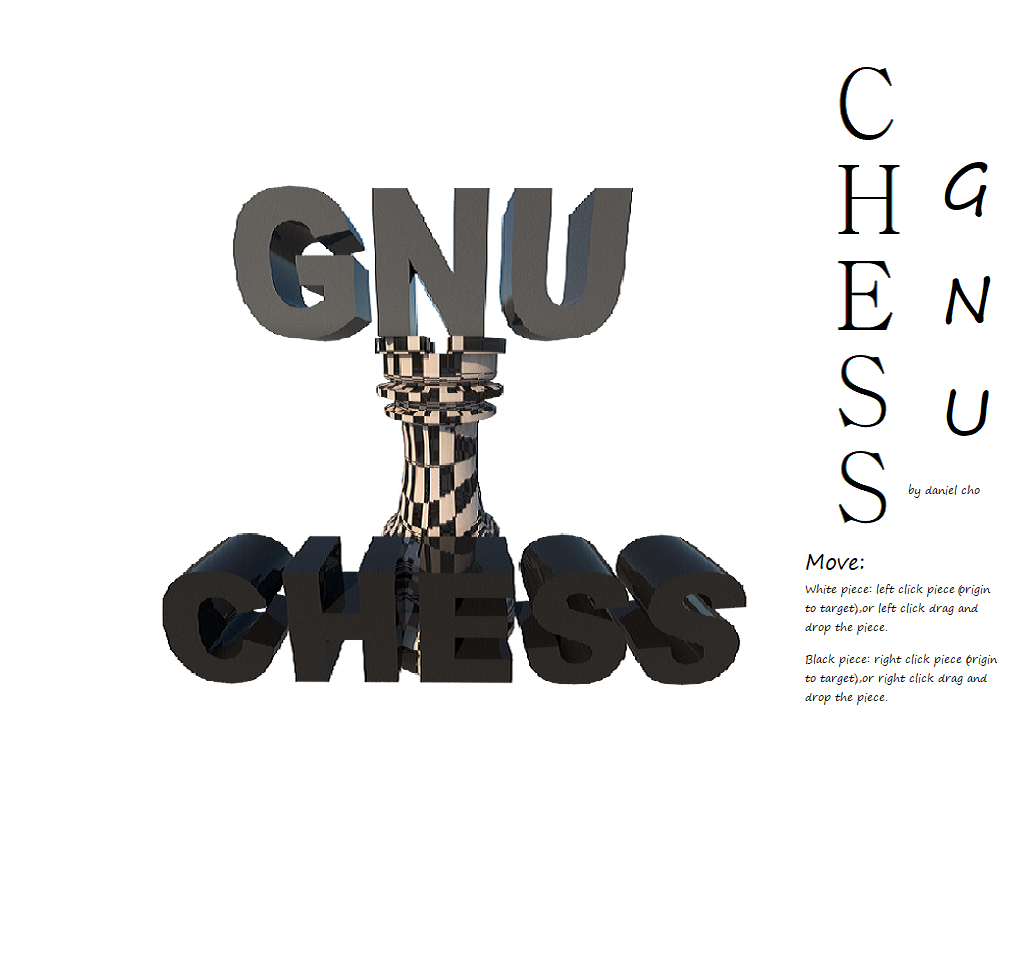 GNU
CHESS
CHESS
GNU
by daniel cho
Move:
White piece: left click piece (origin
to target),or left click drag and
drop the piece.
Black piece: right click piece (origin
to target),or right click drag and
drop the piece.